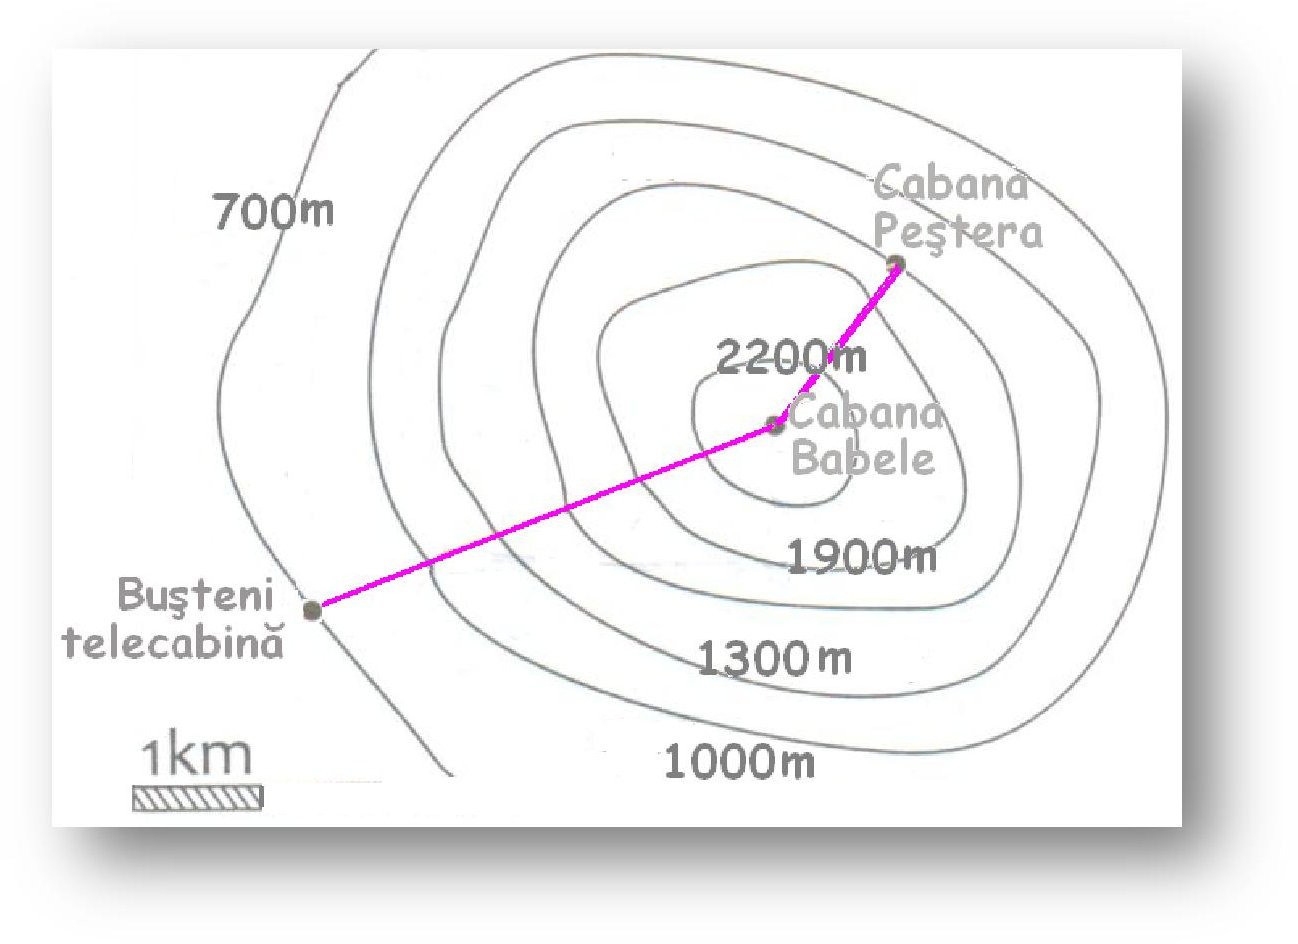 700m
Cabana
Peştera
2200m
Cabana
Babele
1900m
Buşteni
telecabină
1300m
1km
1000m